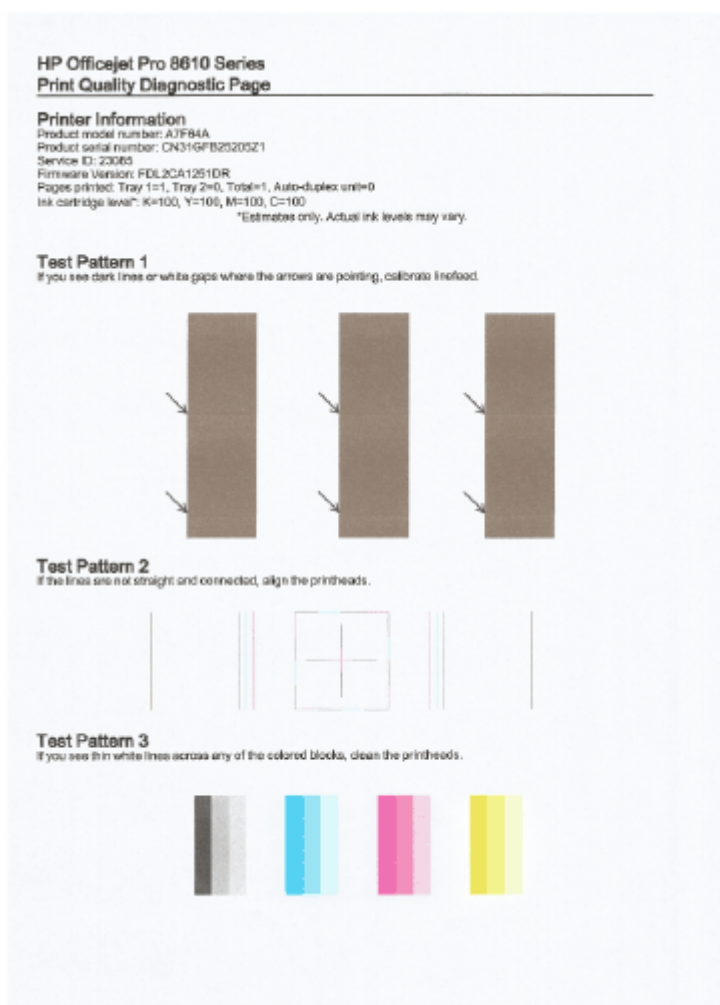 HP Officejet Pro 8610 Series
Print Quality Diagnostic Page
Printer Information
Product model number: A7F64A
Product serial number: CN31GFB25205Z1
Service ID: 23085
Firmware Version: FDL2CA1251DR
Pages printed: Tray 1=1, Tray 2=0, Total=1, Auto-duplex unit=0
Ink cartridge level*: K=100, Y=100, M=100, C=100
*Estimates only. Actual ink levels may vary.
Test Pattern 1
If you see dark lines or white gaps where the arrows are pointing, calibrate linefeed.
Test Pattern 2
If the lines are not straight and connected, align the printheads.
Test Pattern 3
If you see thin white lines across any of the colored blocks, clean the printheads.